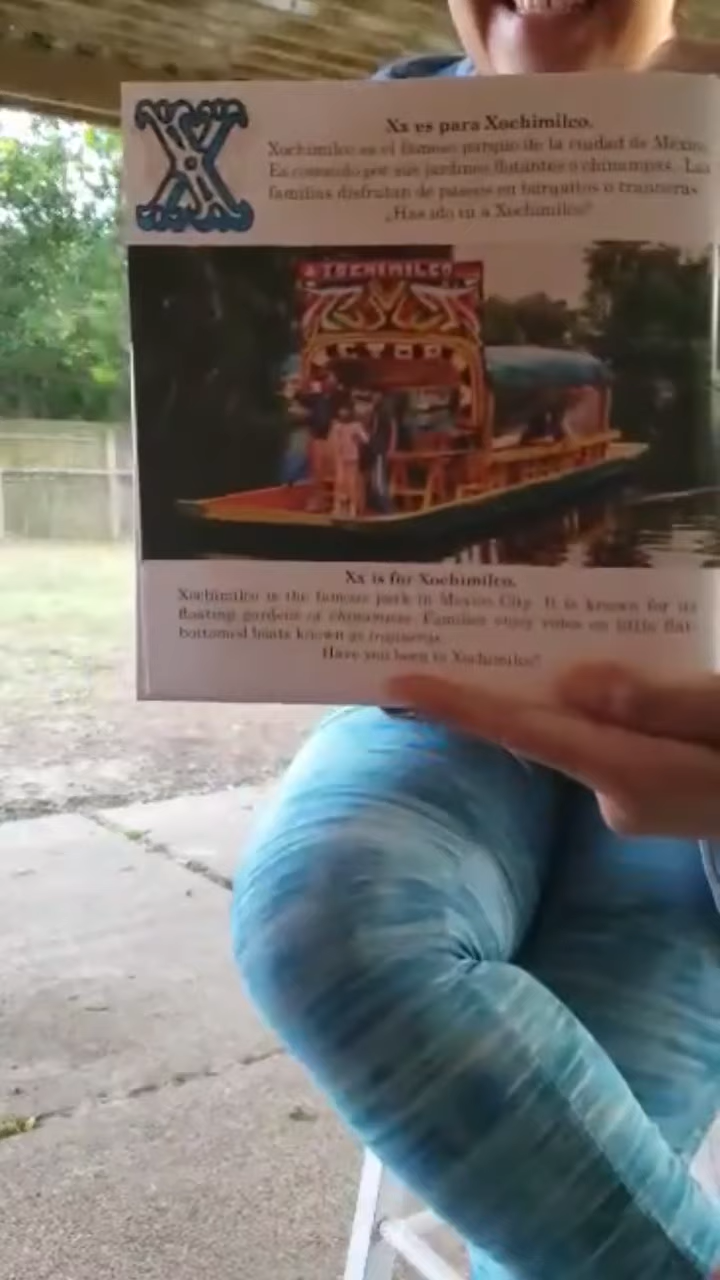 X
Xx es para Xochimilco.
Xochimilco es el famoso parque de la ciudad de México.
Es conocido por sus jardines flotantes o chinampas. Las
familias disfrutan de paseos en barquitos o trajineras.
¿Has ido tú a Xochimilco?
XOCHIMILCO
Xx is for Xochimilco.
Xochimilco is the famous park in Mexico City. It is known for its
floating gardens or chinampas. Families enjoy rides on little flat-
bottomed boats known as trajineras.
Have you been to Xochimilco?